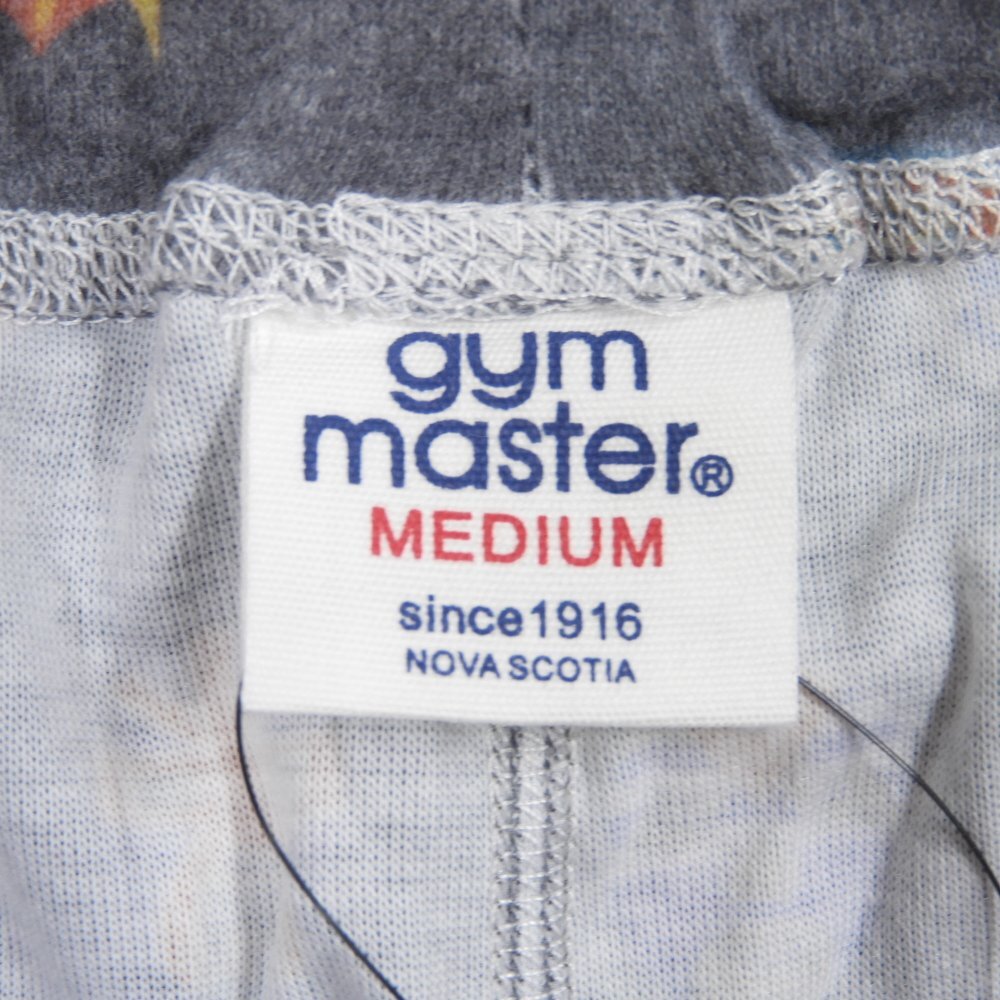 gym
master®
MEDIUM
since1916
NOVA SCOTIA